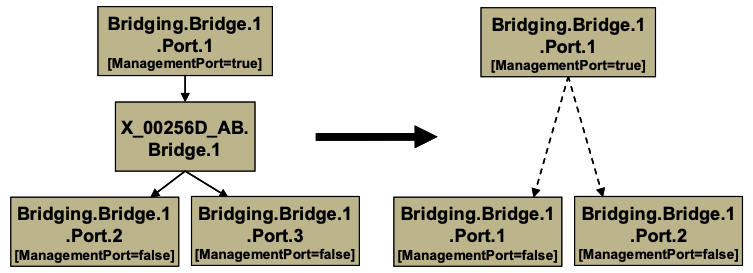 Bridging.Bridge.1
.Port.1
[ManagementPort=true]
X_00256D_AB.
Bridge.1
Bridging.Bridge.1
.Port.2
[ManagementPort=false]
Bridging.Bridge.1
.Port.3
[ManagementPort=false]
Bridging.Bridge.1
.Port.1
[ManagementPort=true]
Bridging.Bridge.1
.Port.1
[ManagementPort=false]
Bridging.Bridge.1
.Port.2
[ManagementPort=false]